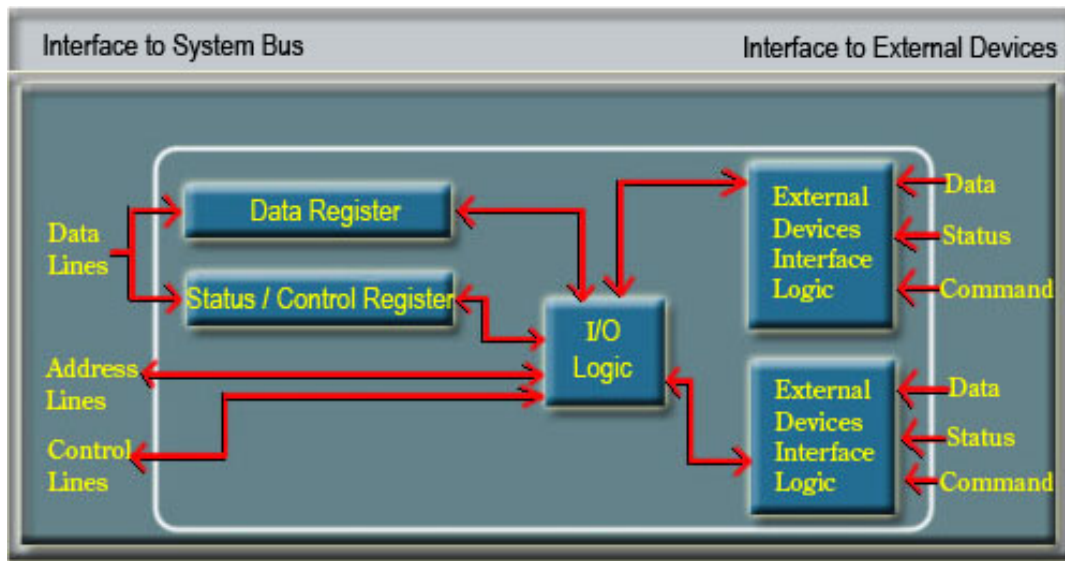 Interface to System Bus
Interface to External Devices
Data
Lines
Data Register
Status / Control Register
Address
Lines
Control
Lines
I/O
Logic
External
Devices
Interface
Logic
Data
Status
Command
External
Devices
Interface
Logic
Data
Status
Command